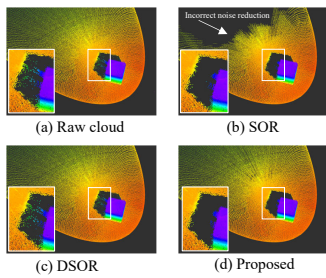 Incorrect noise reduction
(a) Raw cloud
(b) SOR
(c) DSOR
(d) Proposed